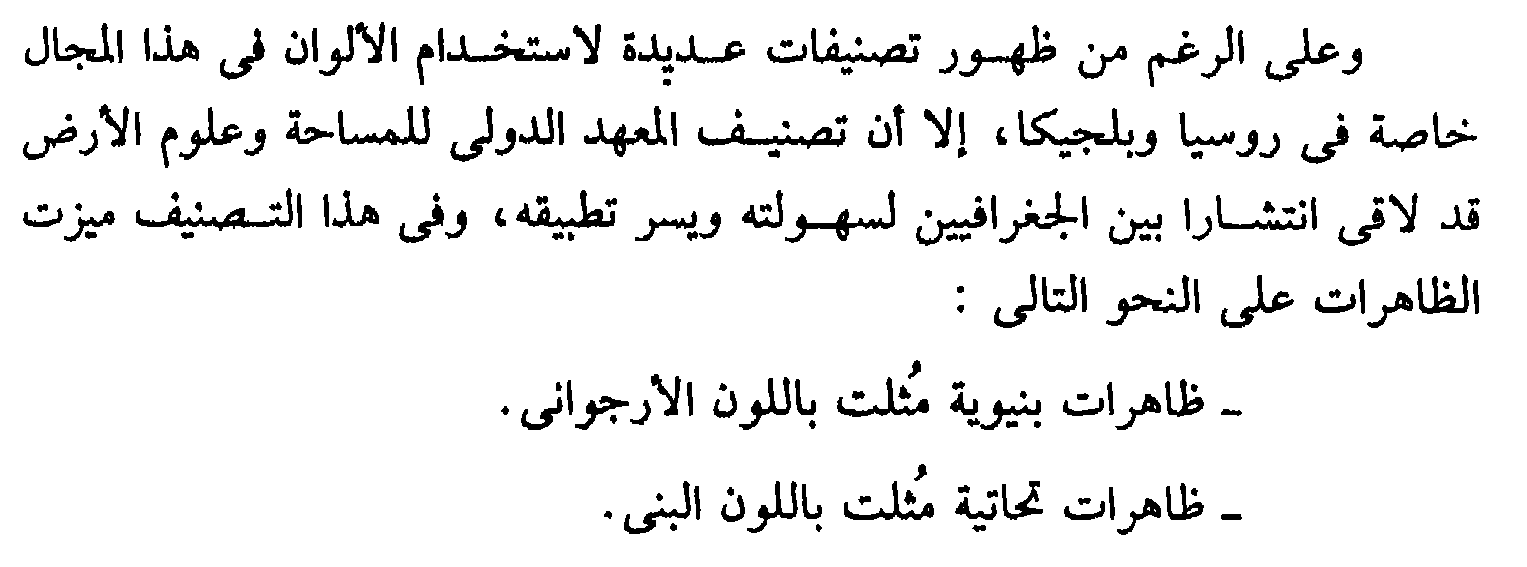 وعلى الرغم من ظهور تصنيفات عديدة لاستخدام الألوان فى هذا المجال
خاصة فى روسيا وبلجيكا، إلا أن تصنيف المعهد الدولى للمساحة وعلوم الأرض
قد لاقى انتشارا بين الجغرافيين لسهولته ويسر تطبيقه، وفى هذا التصنيف ميزت
الظاهرات على النحو التالى :
ـ ظاهرات بنيوية مُثلت باللون الأرجوانى.
ـ ظاهرات تحاتية مُثلت باللون البنى.